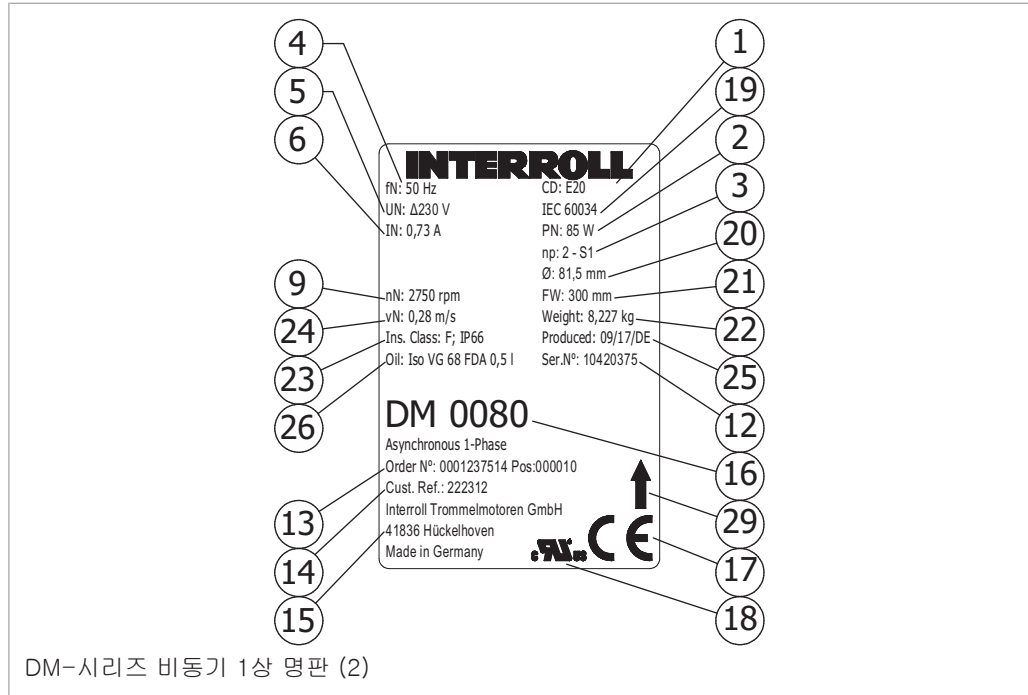 4
5
6
9
24
23
26
13
14
15
INTERROLL
fN: 50 Hz
UN: Δ230 V
IN: 0,73 A
nN: 2750 rpm
vN: 0,28 m/s
Ins. Class: F; IP66
Oil: Iso VG 68 FDA 0,5 l
CD: E20
IEC 60034
PN: 85 W
np: 2 - S1
Ø: 81,5 mm
FW: 300 mm
Weight: 8,227 kg
Produced: 09/17/DE
Ser.Nº: 10420375
DM 0080
Asynchronous 1-Phase
Order Nº: 0001237514 Pos:000010
Cust. Ref.: 222312
Interroll Trommelmotoren GmbH
41836 Hückelhoven
Made in Germany
c UR us CE
1
19
2
3
20
21
22
25
12
16
29
17
18
DM-시리즈 비동기 1상 명판 (2)